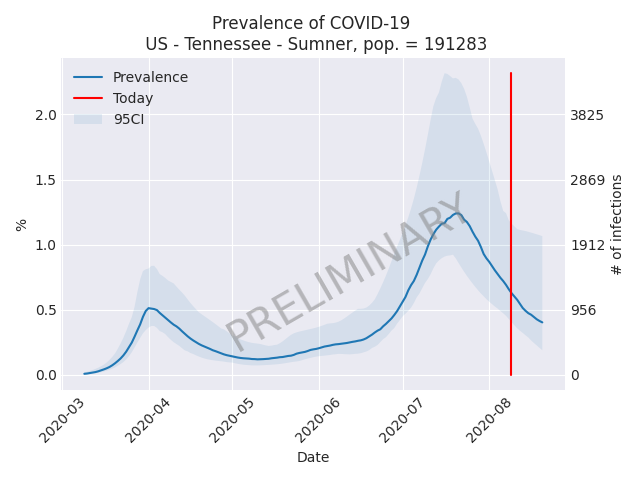 Prevalence of COVID-19
US - Tennessee - Sumner, pop. = 191283
Prevalence
Today
95CI
PRELIMINARY
%
2.0
1.5
1.0
0.5
0.0
3825
2869
1912
956
0
# of infections
2020-03
2020-04
2020-05
2020-06
2020-07
2020-08
Date